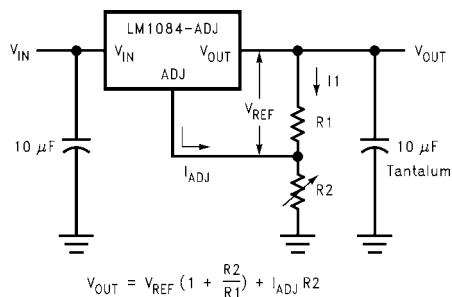 LM1084-ADJ
V_IN V_IN V_OUT V_OUT
ADJ
I1
V_REF
R1
10 μF
I_ADJ
R2
10 μF
Tantalum
V_OUT = V_REF (1 + R2/R1) + I_ADJ R2